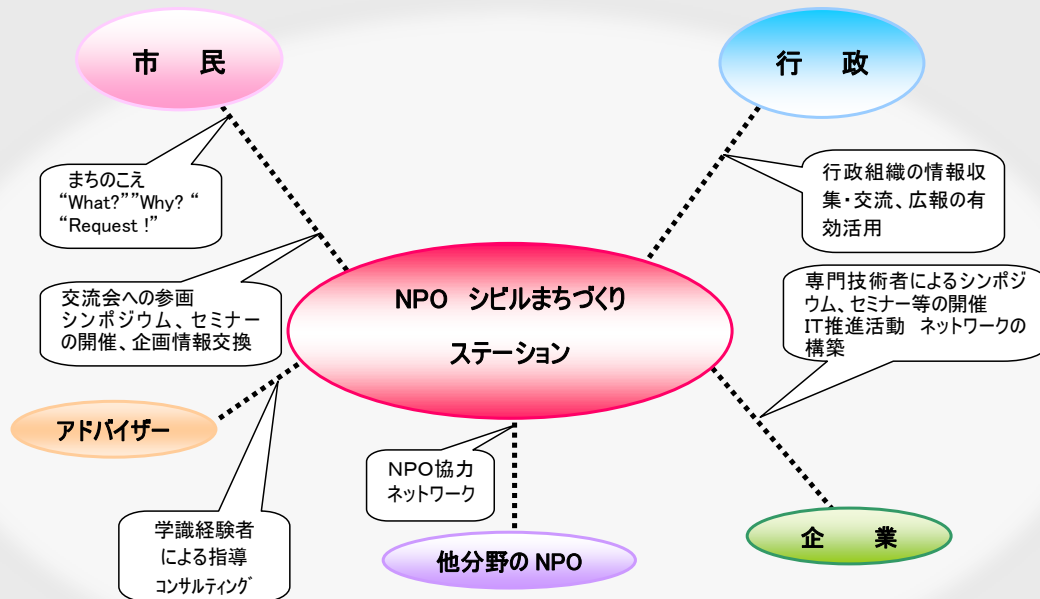 市　民
行　政
まちのこえ
“What?””Why? “
“Request !”
行政組織の情報収
集・交流、広報の有
効活用
交流会への参画
シンポジウム、セミナー
の開催、企画情報交換
NPO　シビルまちづくり
ステーション
専門技術者によるシンポジ
ウム、セミナー等の開催
IT推進活動　ネットワークの
構築
アドバイザー
NPO協力
ネットワーク
学識経験者
による指導
コンサルティング
他分野の NPO
企　業